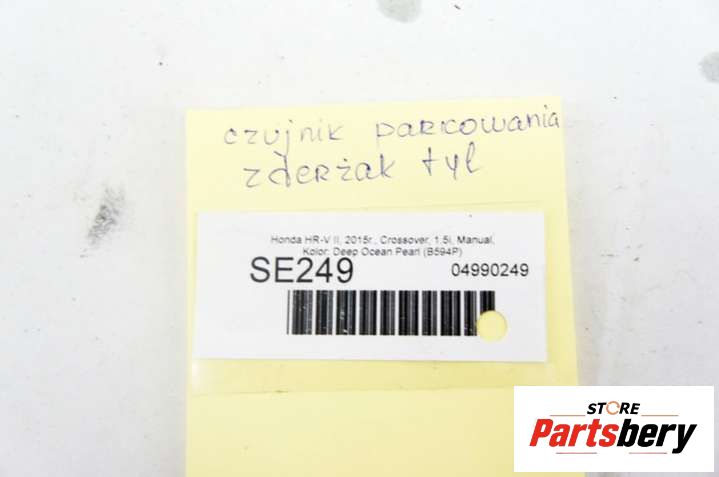 czujnik parkowania
zderżak tył
Honda HR-V II, 2015r., Crossover, 1.5i, Manual,
Kolor: Deep Ocean Pearl (B594P)
SE249 04990249
STORE
Partsbery